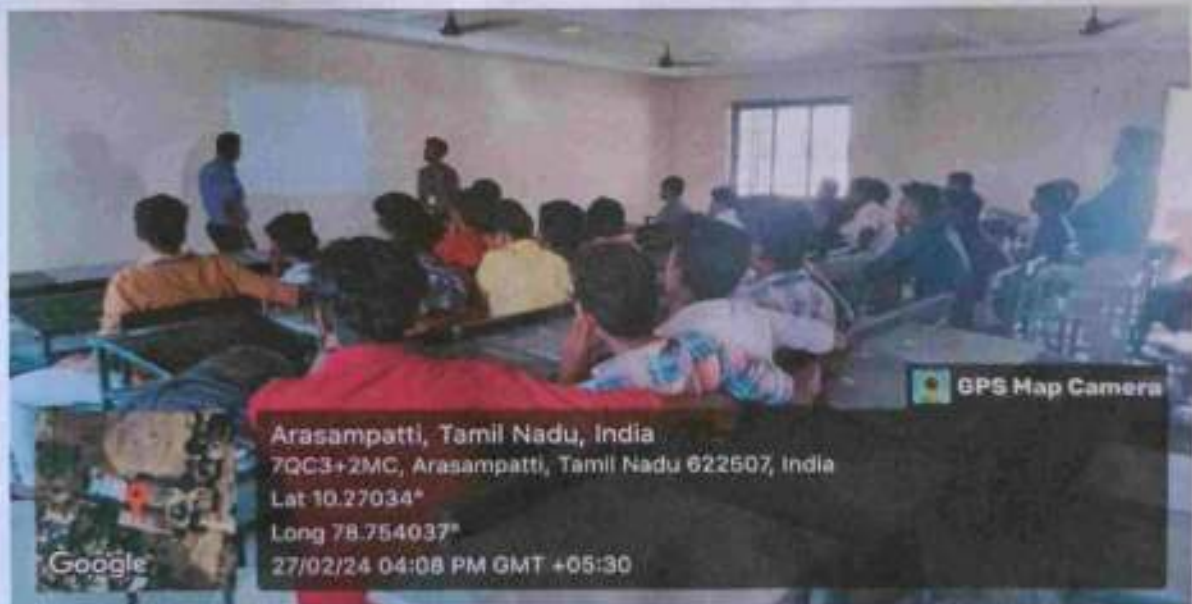 GPS Map Camera
Arasampatti, Tamil Nadu, India
7QC3+2MC, Arasampatti, Tamil Nadu 622507, India
Lat 10.27034°
Long 78.754037°
27/02/24 04:08 PM GMT +05:30
Google